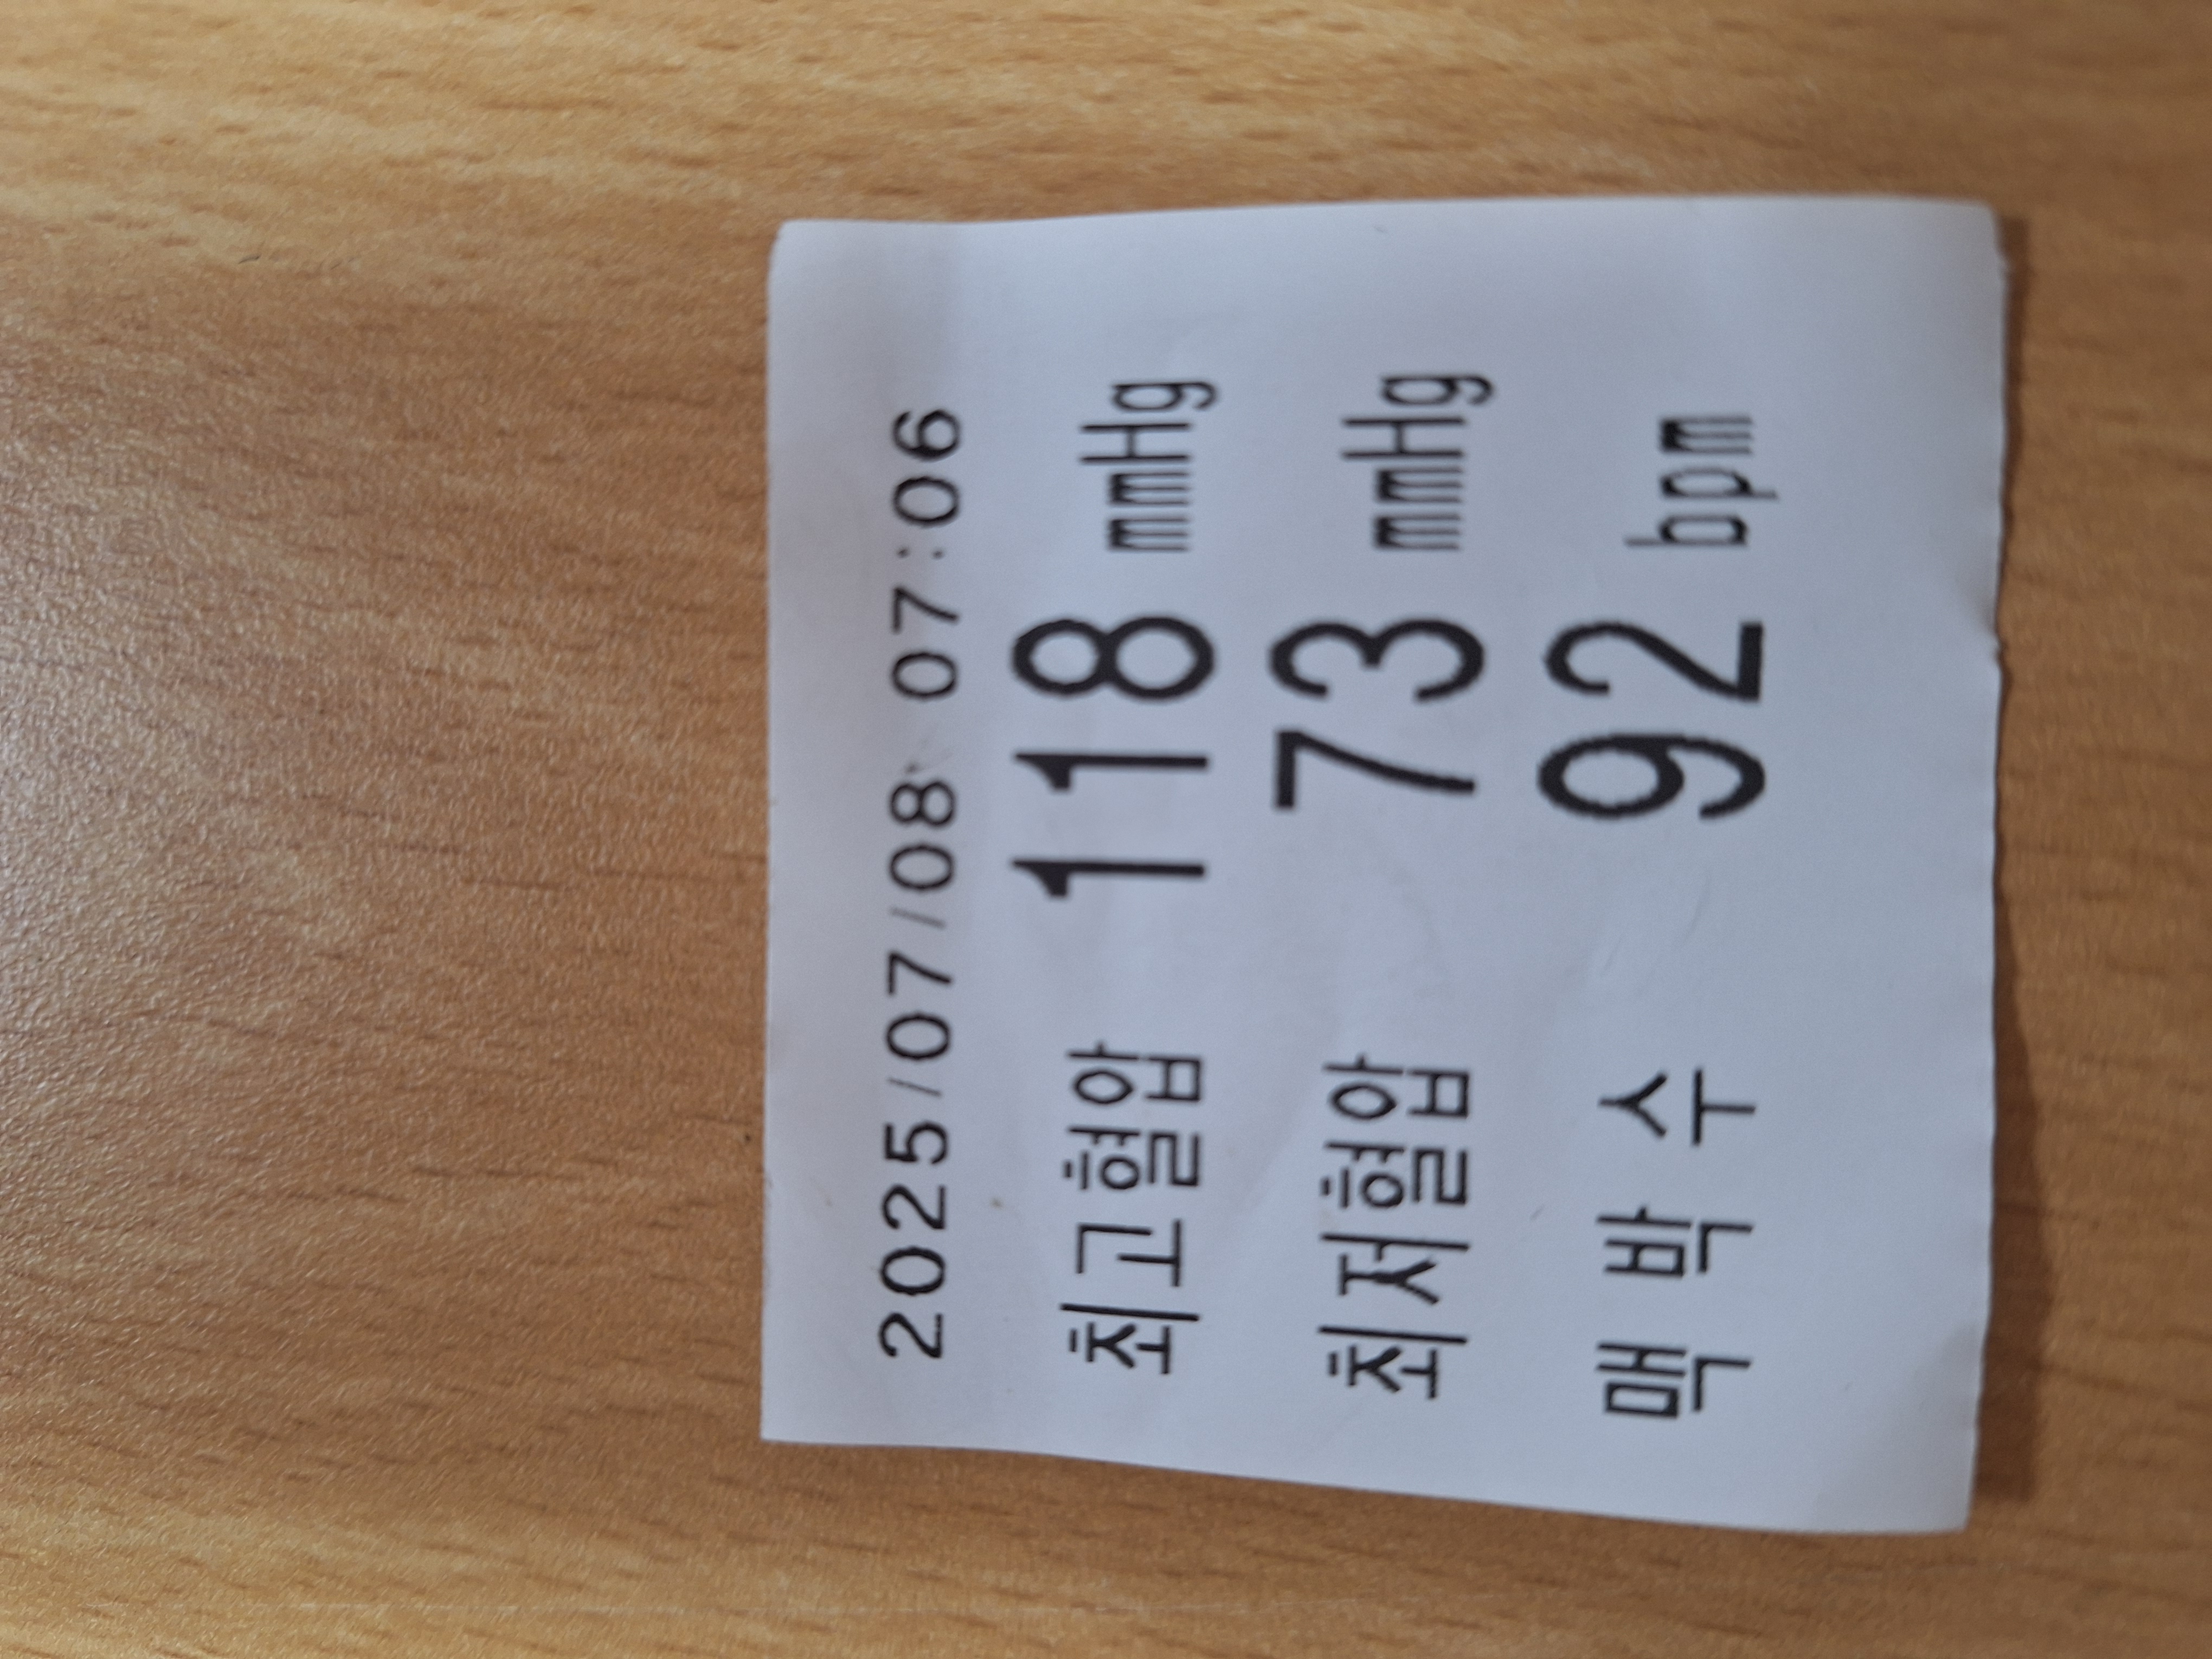 2025/07/08 07:06
최고혈압 118 mmHg
최저혈압 73 mmHg
맥 박 수 92 bpm